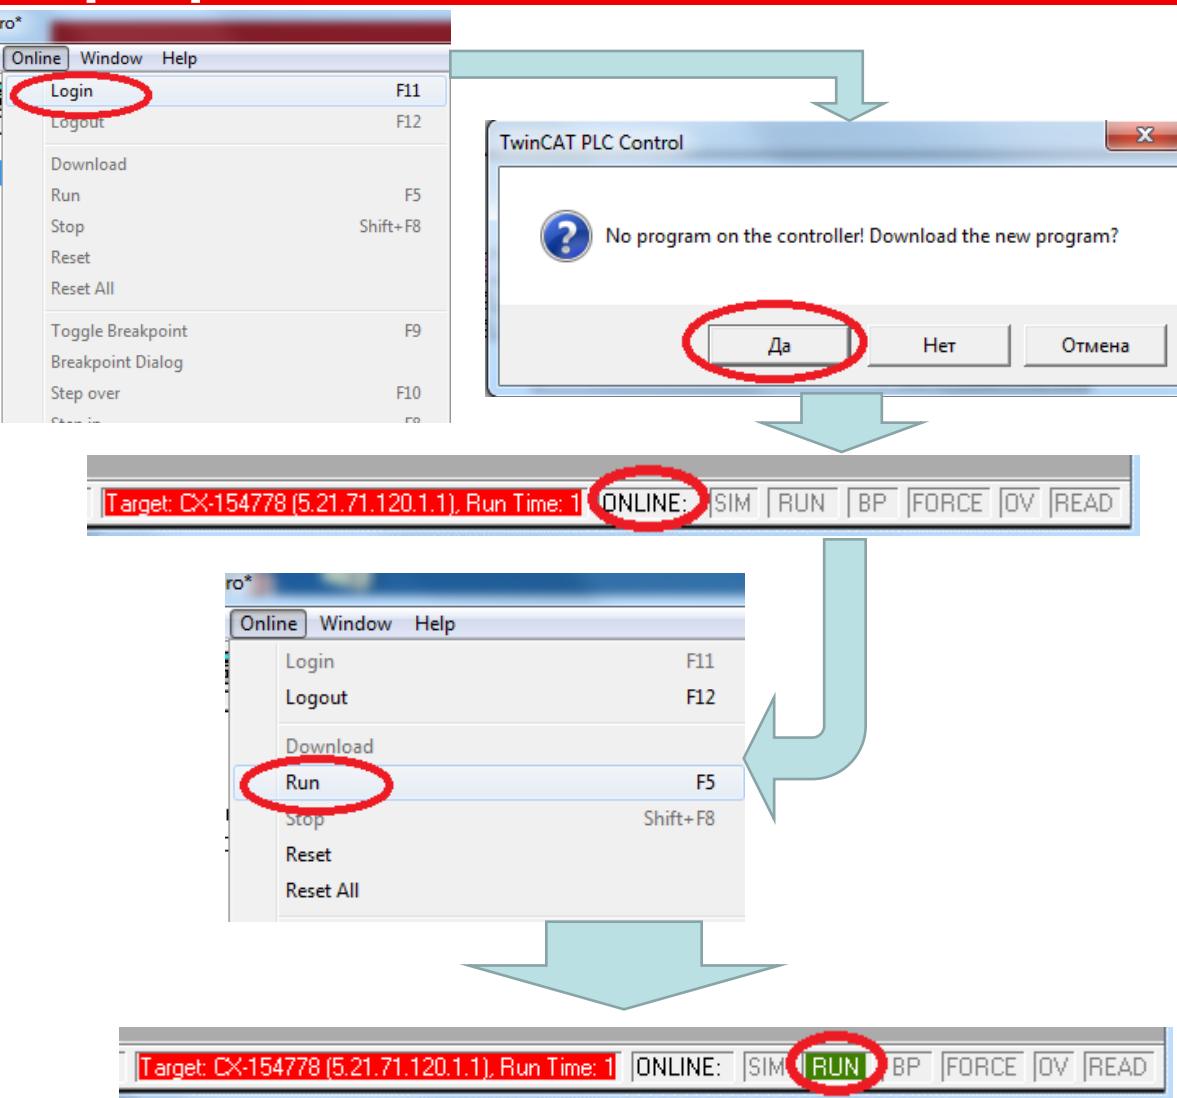 ro*
Online Window Help
Login F11
Logout F12
Download
Run F5
Stop Shift+F8
Reset
Reset All
Toggle Breakpoint F9
Breakpoint Dialog
Step over F10
TwinCAT PLC Control
No program on the controller! Download the new program?
Да Нет Отмена
Target: CX-154778 (5.21.71.120.1.1), Run Time: 1 ONLINE: SIM RUN BP FORCE OV READ
ro*
Online Window Help
Login F11
Logout F12
Download
Run F5
Stop Shift+F8
Reset
Reset All
Target: CX-154778 (5.21.71.120.1.1), Run Time: 1 ONLINE: SIM RUN BP FORCE OV READ